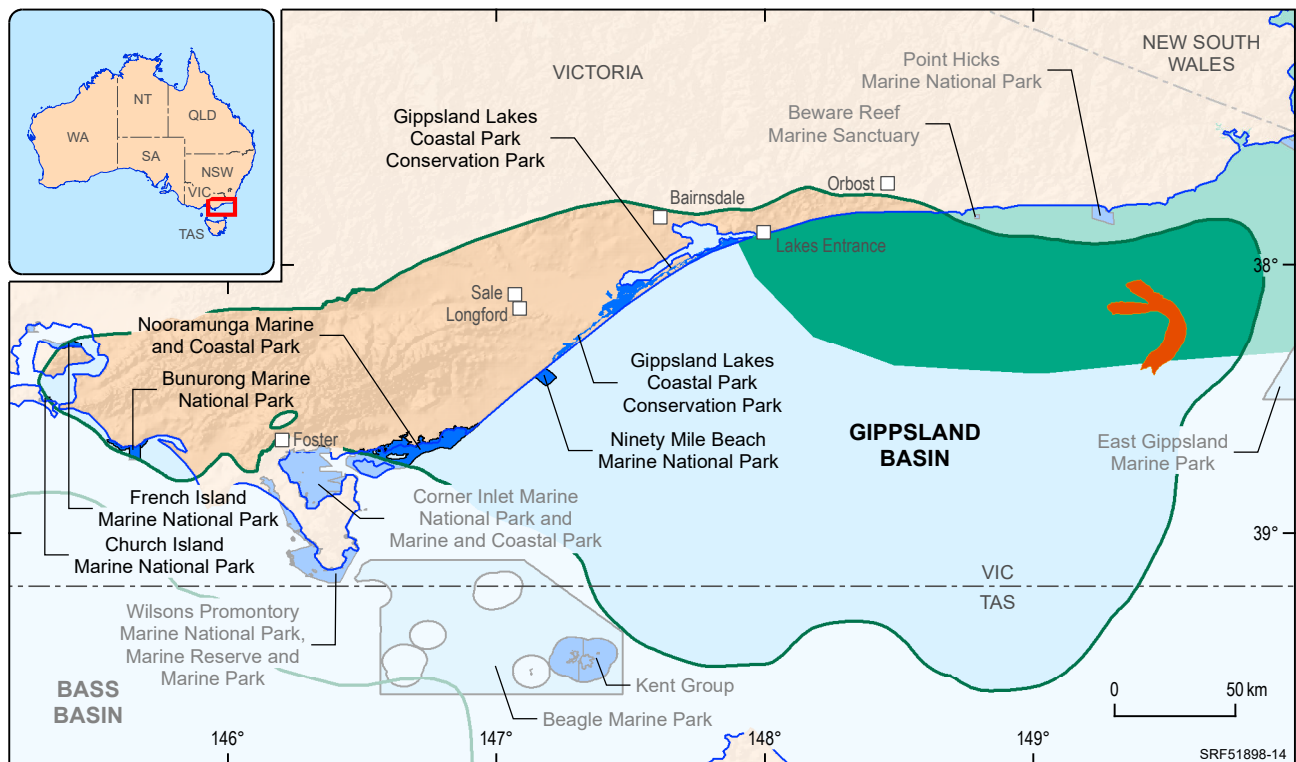 NT
QLD
WA
SA
NSW
VIC
TAS
VICTORIA
NEW SOUTH
WALES
Point Hicks
Marine National Park
Beware Reef
Marine Sanctuary
Gippsland Lakes
Coastal Park
Conservation Park
Bairnsdale
Orbost
Lakes Entrance
38°
Sale
Longford
Nooramunga Marine
and Coastal Park
Bunurong Marine
National Park
Gippsland Lakes
Coastal Park
Conservation Park
Ninety Mile Beach
Marine National Park
GIPPSLAND
BASIN
East Gippsland
Marine Park
Foster
French Island
Marine National Park
Church Island
Marine National Park
Corner Inlet Marine
National Park and
Marine and Coastal Park
39°
VIC
TAS
Wilsons Promontory
Marine National Park,
Marine Reserve and
Marine Park
BASS
BASIN
Kent Group
Beagle Marine Park
0
50 km
146°
147°
148°
149°
SRF51898-14